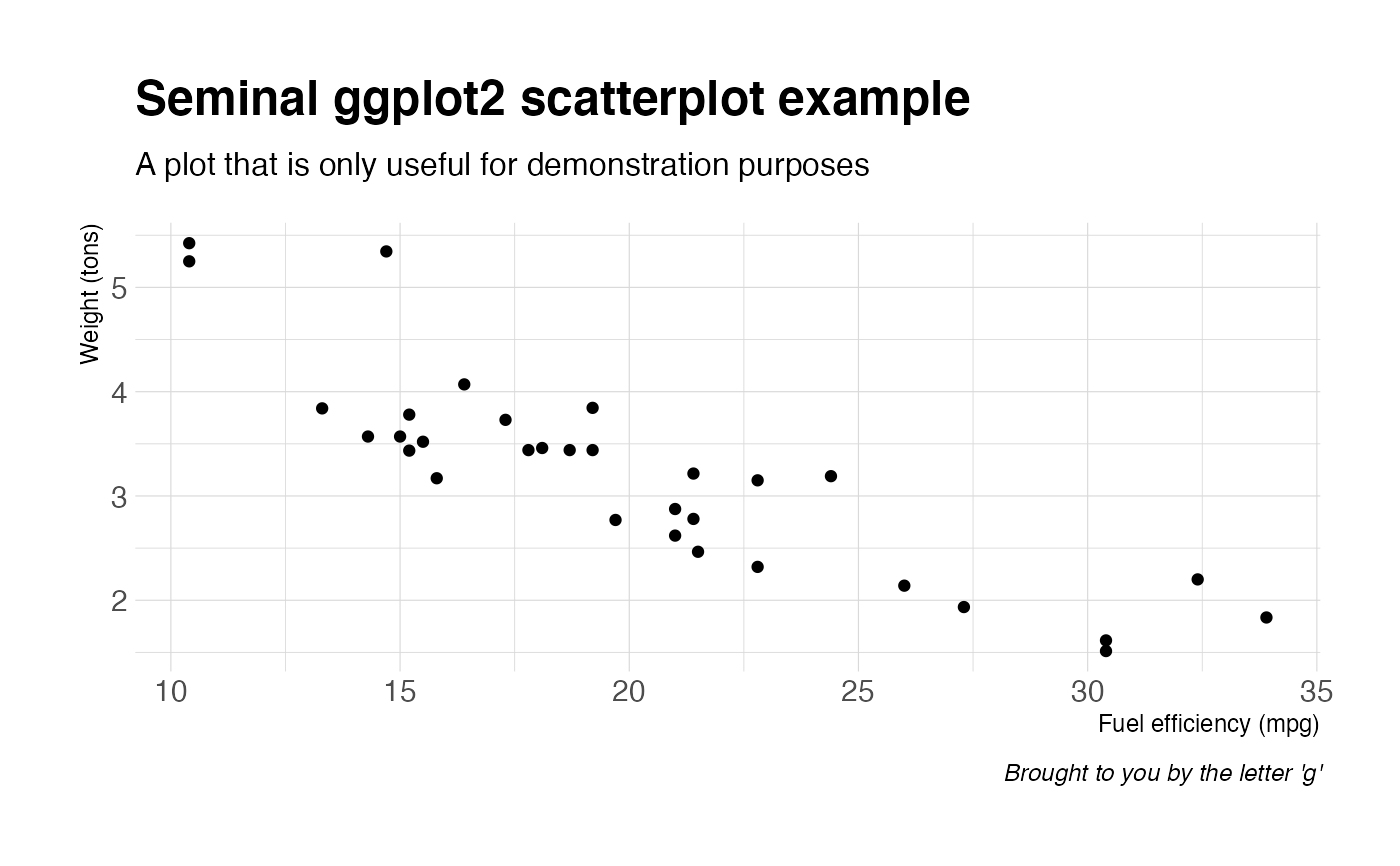 Seminal ggplot2 scatterplot example
A plot that is only useful for demonstration purposes
Weight (tons)
5
4
3
2
10 15 20 25 30 35
Fuel efficiency (mpg)
Brought to you by the letter 'g'